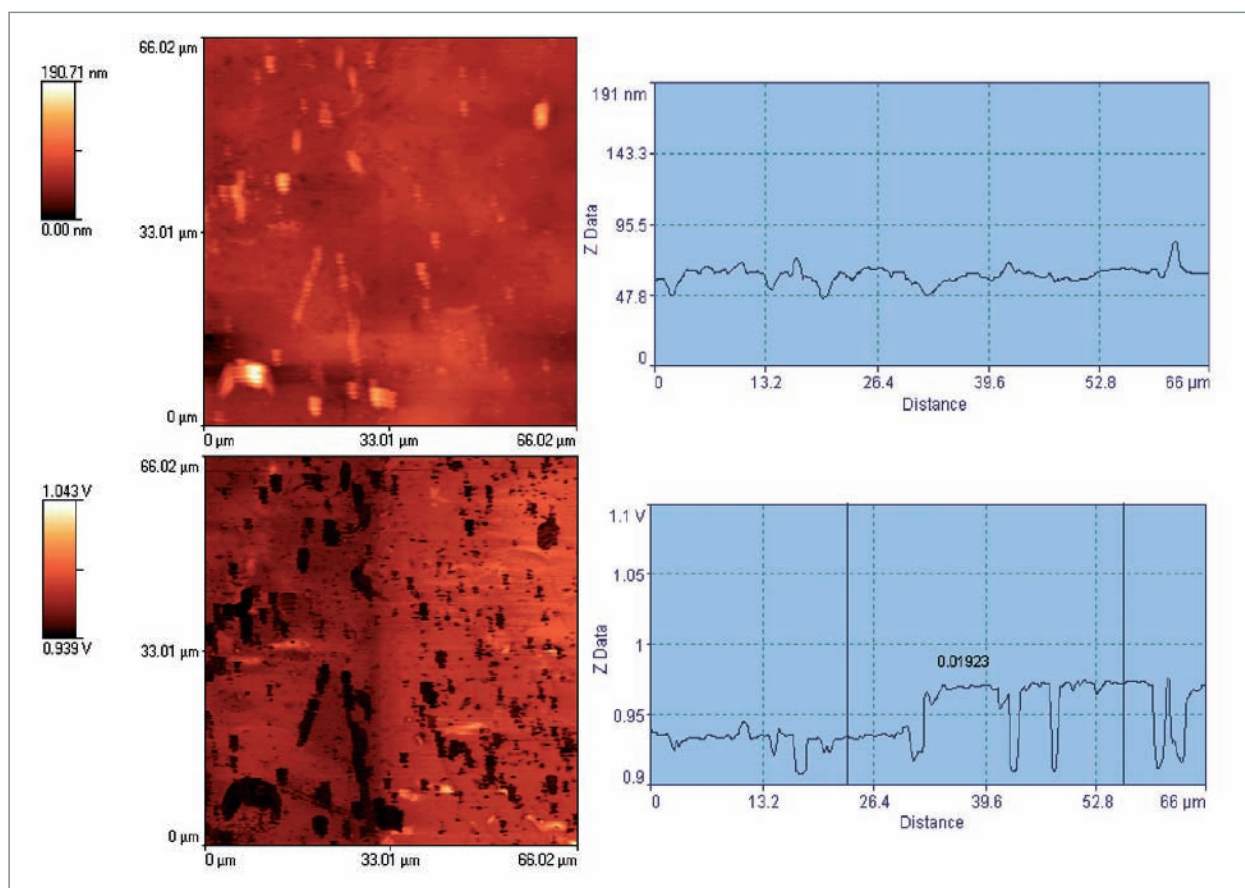 66.02 µm
190.71 nm
0.00 nm
33.01 µm
0 µm
0 µm
33.01 µm
66.02 µm
191 nm
143.3
95.5
47.8
0
Z Data
0
13.2
26.4
39.6
52.8
66 µm
Distance
66.02 µm
1.043 V
0.939 V
33.01 µm
0 µm
0 µm
33.01 µm
66.02 µm
1.1 V
1.05
1
0.95
0.9
Z Data
0.01923
0
13.2
26.4
39.6
52.8
66 µm
Distance